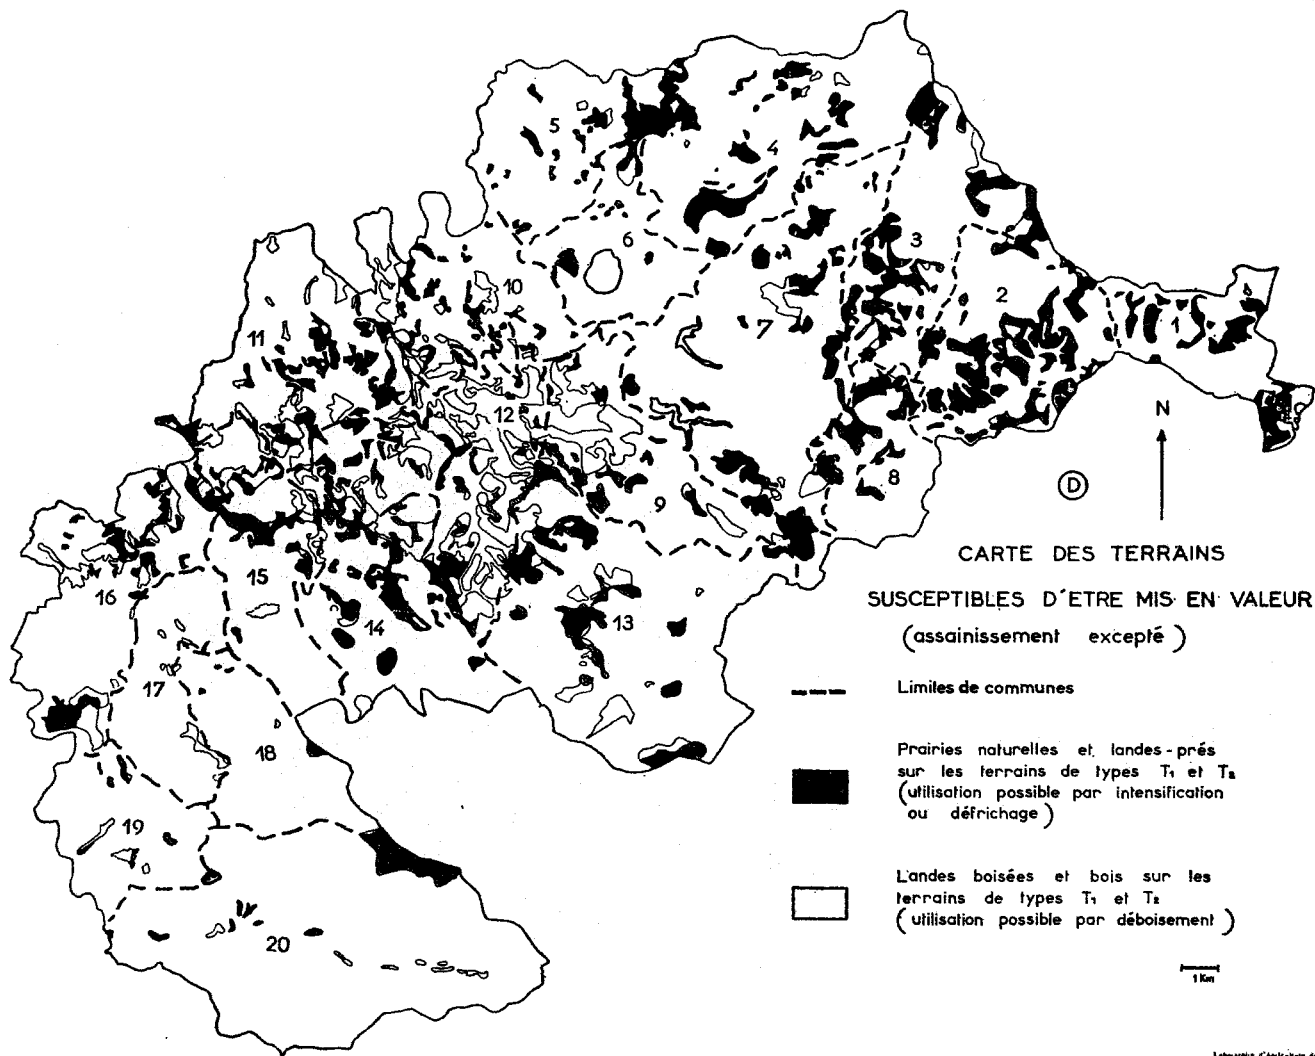 5
4
6
3
10
2
7
1
11
12
N
8
9
D
CARTE DES TERRAINS
SUSCEPTIBLES D'ETRE MIS EN VALEUR
(assainissement excepté)
15
16
14
13
17
18
19
20
Limites de communes
Prairies naturelles et landes-prés
sur les terrains de types T1 et T2
(utilisation possible par intensification
ou défrichage)
Landes boisées et bois sur les
terrains de types T1 et T2
(utilisation possible par déboisement)
1 Km